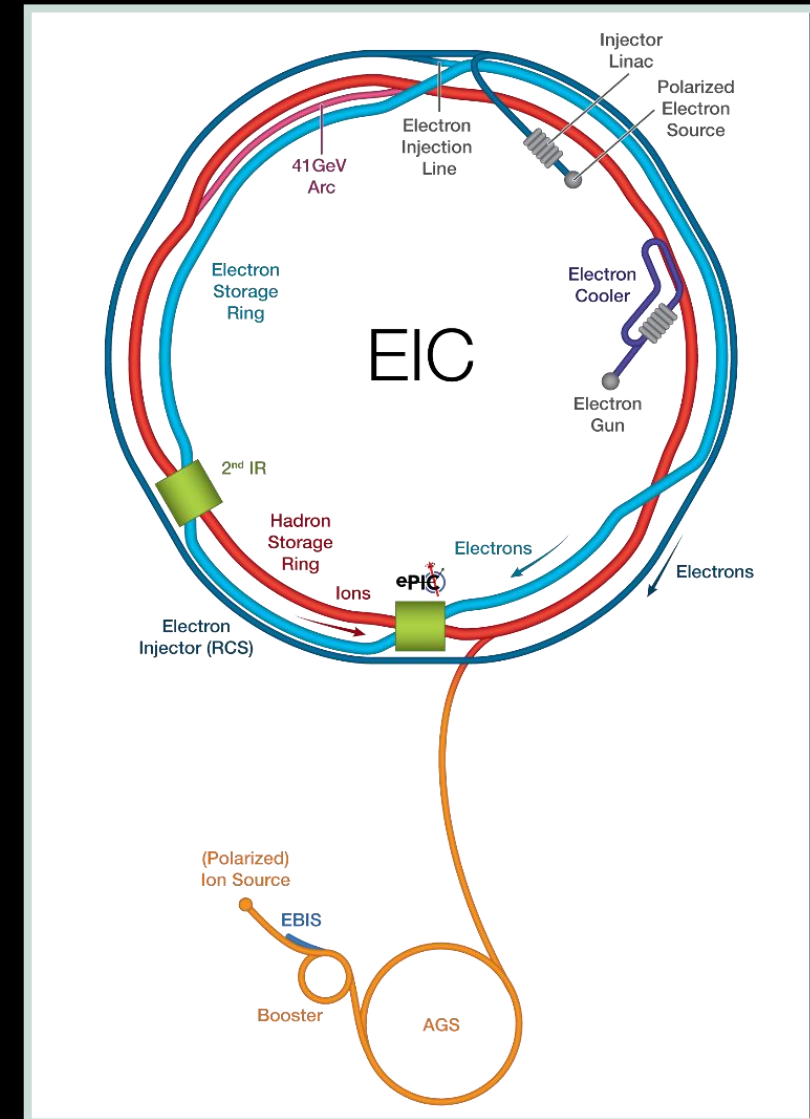 Injector
Linac
Polarized
Electron
Source
Electron
Injection
Line
41GeV
Arc
Electron
Storage
Ring
Electron
Cooler
EIC
Electron
Gun
2nd IR
Hadron
Storage
Ring
Electrons
ePIC
Ions
Electrons
Electron
Injector (RCS)
(Polarized)
Ion Source
EBIS
Booster
AGS